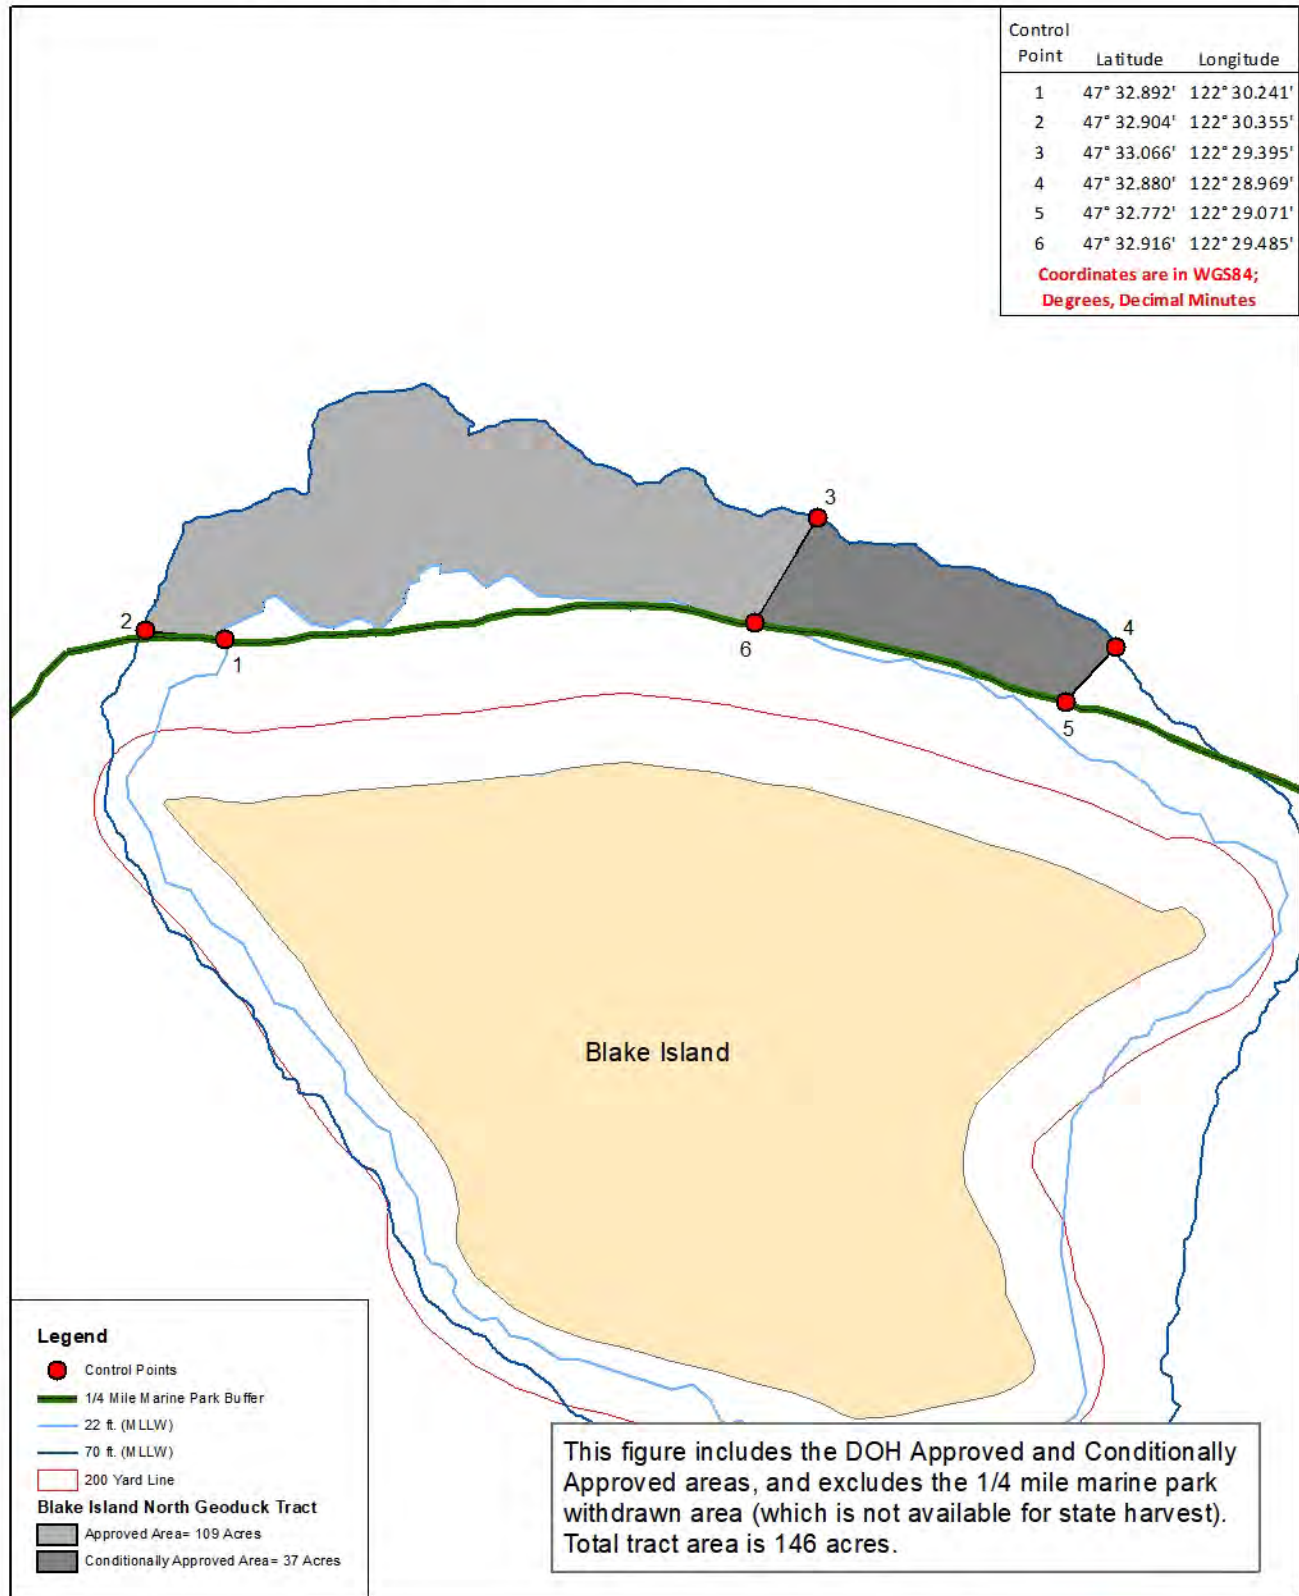 Control
Point Latitude Longitude
1 47° 32.892' 122° 30.241'
2 47° 32.904' 122° 30.355'
3 47° 33.066' 122° 29.395'
4 47° 32.880' 122° 28.969'
5 47° 32.772' 122° 29.071'
6 47° 32.916' 122° 29.485'
Coordinates are in WGS84;
Degrees, Decimal Minutes
3
2
1
6
4
5
Blake Island
Legend
Control Points
1/4 Mile Marine Park Buffer
22 ft. (MLLW)
70 ft. (MLLW)
200 Yard Line
Blake Island North Geoduck Tract
Approved Area= 109 Acres
Conditionally Approved Area= 37 Acres
This figure includes the DOH Approved and Conditionally
Approved areas, and excludes the 1/4 mile marine park
withdrawn area (which is not available for state harvest).
Total tract area is 146 acres.